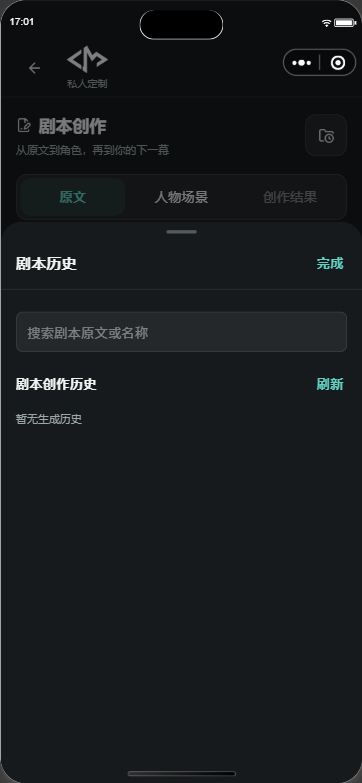 17:01
私人定制
剧本创作
从原文到角色，再到你的下一幕
原文
人物场景
创作结果
剧本历史
完成
搜索剧本原文或名称
剧本创作历史
刷新
暂无生成历史